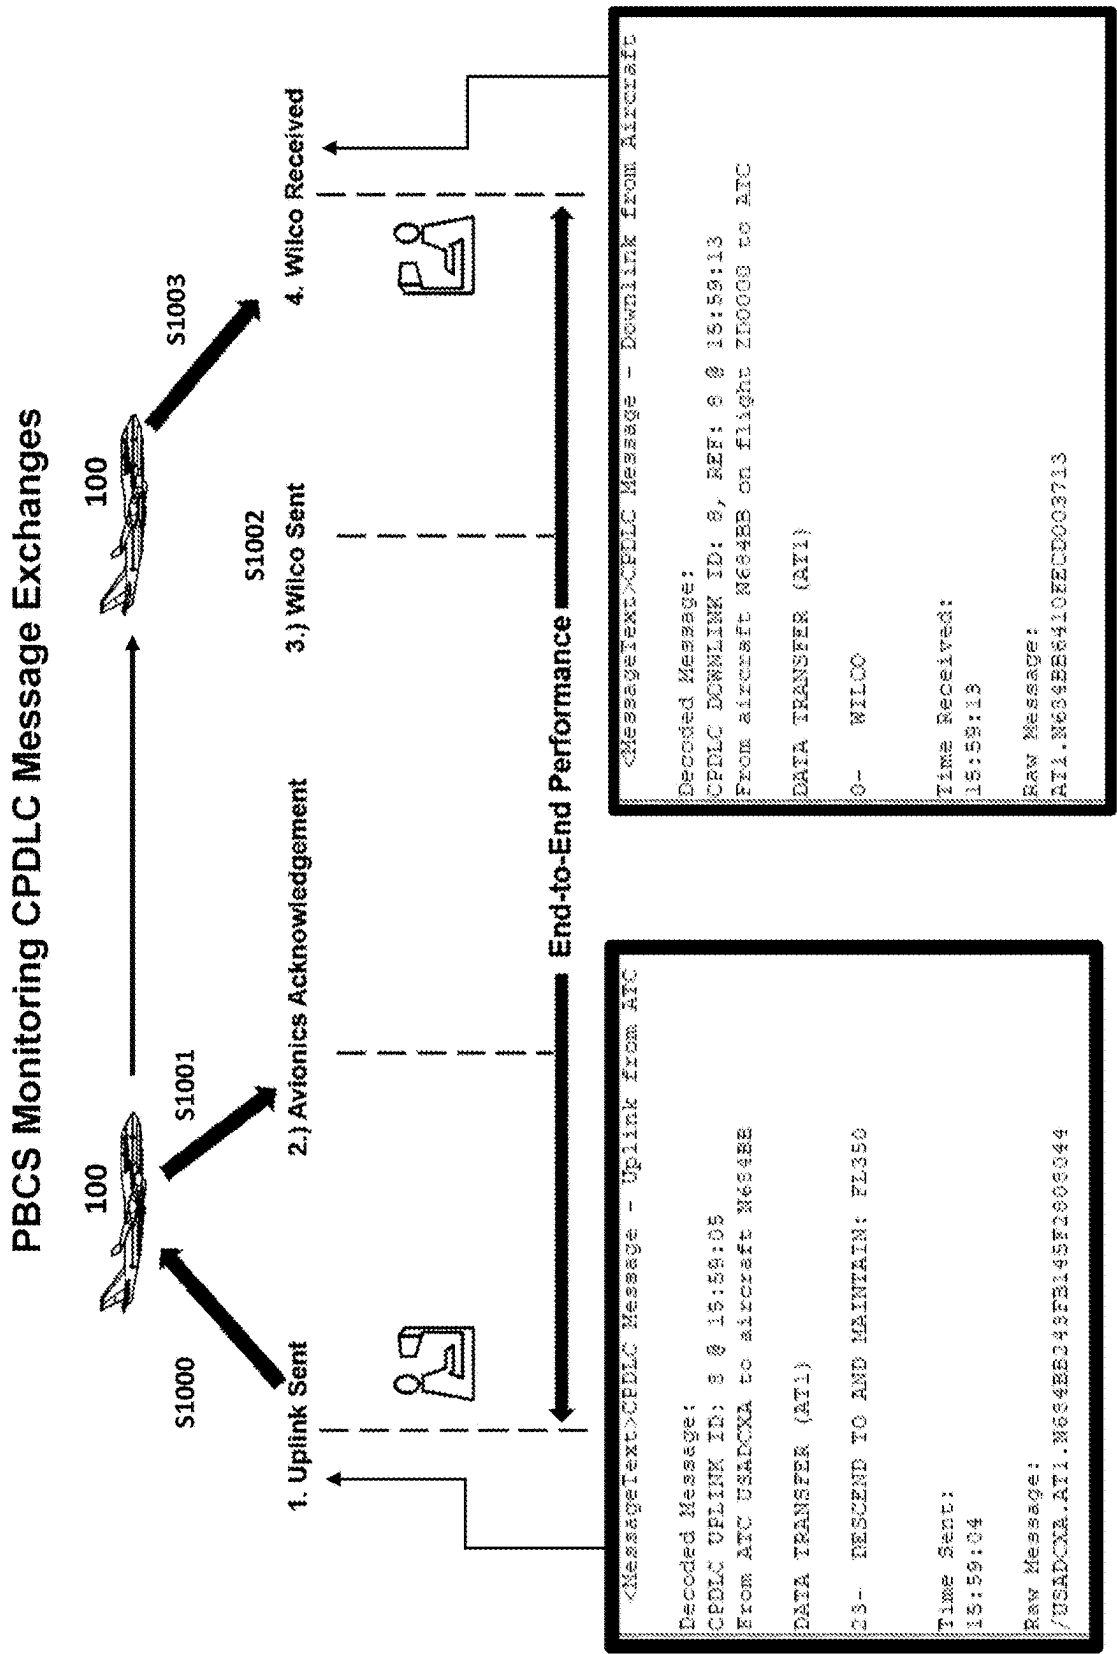 PBCS Monitoring CPDLC Message Exchanges
100
100
S1000
S1001
S1002
S1003
1. Uplink Sent
2.) Avionics Acknowledgement
3.) Wilco Sent
4. Wilco Received
End-to-End Performance
<MessageText>CPDLC Message - Uplink from ATC
Decoded Message:
CPDLC UPLINK ID: 8 @ 15:59:05
From ATC USADCXA to aircraft N684BB
DATA TRANSFER (AT1)
23- DESCEND TO AND MAINTAIN: FL350
Time Sent:
15:59:04
Raw Message:
<MessageText>CPDLC Message - Downlink from Aircraft
Decoded Message:
CPDLC DOWNLINK ID: 8, REF: 8 @ 15:59:13
From aircraft N684BB on flight to ATC
DATA TRANSFER (AT1)
0- WILCO
Time Received:
15:59:13
Raw Message: